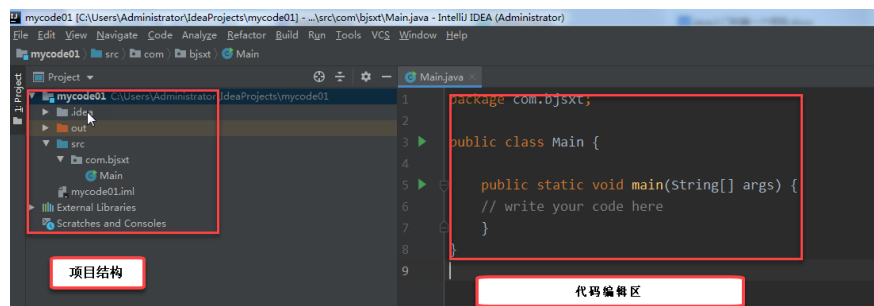 mycode01 [C:\Users\Administrator\IdeaProjects\mycode01] - ...\src\com\bjsxt\Main.java - IntelliJ IDEA (Administrator)
File Edit View Navigate Code Analyze Refactor Build Run Tools VCS Window Help
mycode01 src com bjsxt Main
1: Project
Project
Main.java
mycode01 C:\Users\Administrator\IdeaProjects\mycode01
.idea
out
src
com.bjsxt
Main
mycode01.iml
External Libraries
Scratches and Consoles
项目结构
1 package com.bjsxt;
2
3 public class Main {
4
5 public static void main(String[] args) {
6 // write your code here
7 }
8 }
9
代码编辑区